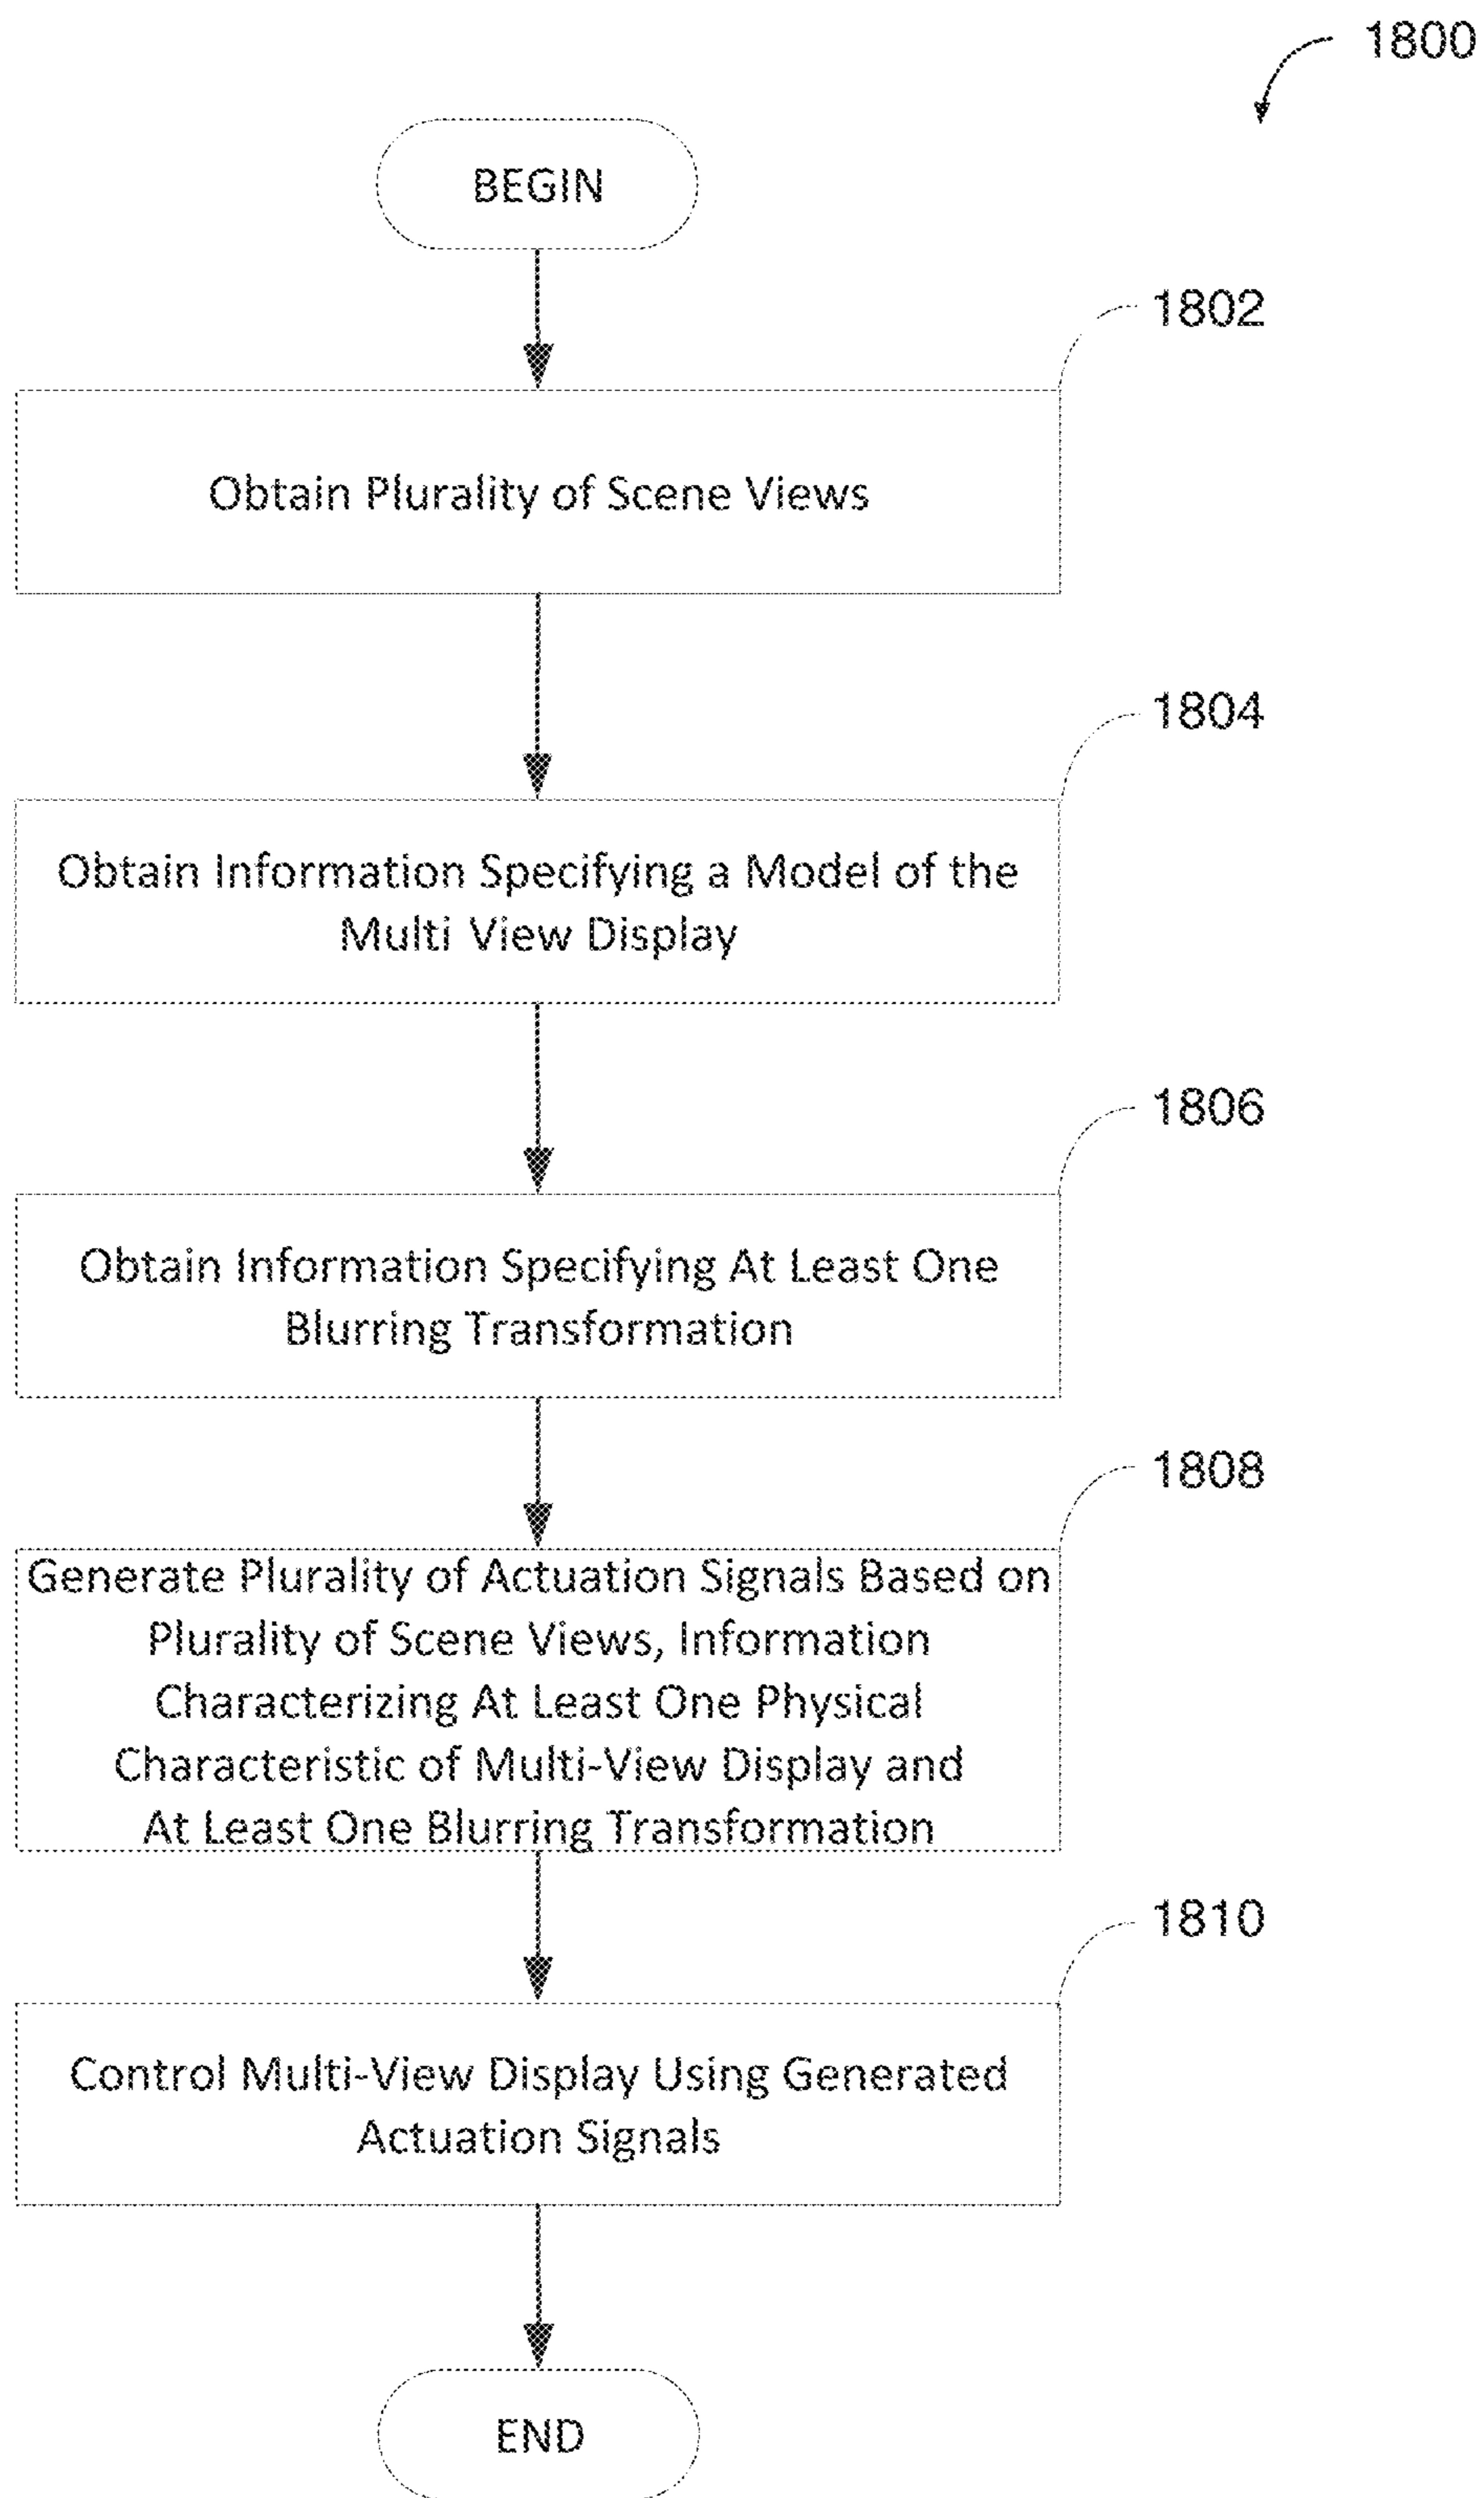 1800
BEGIN
1802
Obtain Plurality of Scene Views
1804
Obtain Information Specifying a Model of the
Multi View Display
1806
Obtain Information Specifying At Least One
Blurring Transformation
1808
Generate Plurality of Actuation Signals Based on
Plurality of Scene Views, Information
Characterizing At Least One Physical
Characteristic of Multi-View Display and
At Least One Blurring Transformation
1810
Control Multi-View Display Using Generated
Actuation Signals
END